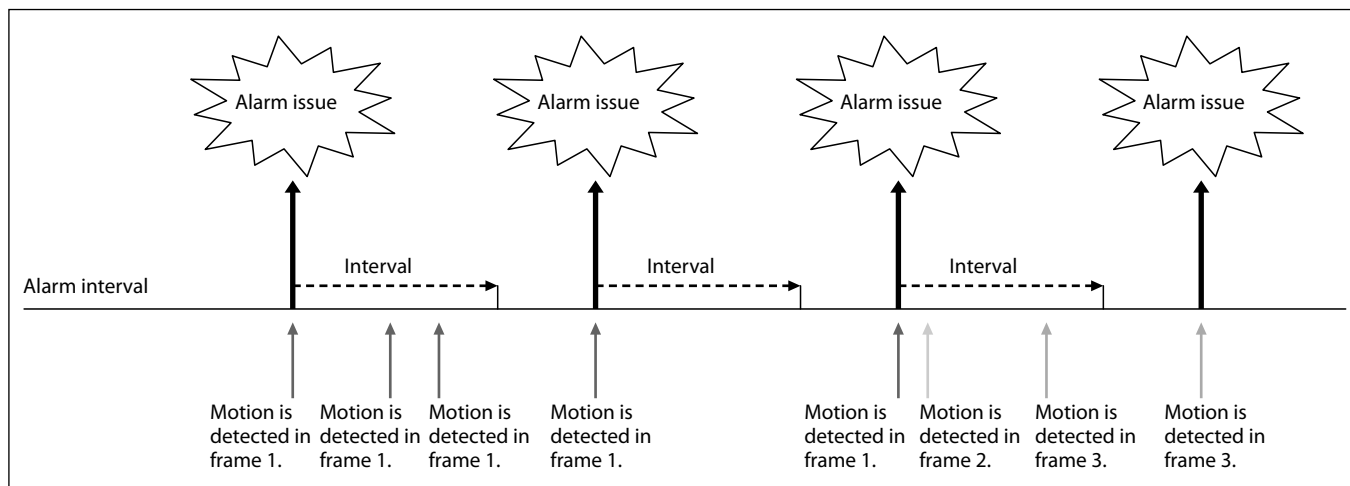 Alarm issue
Alarm issue
Alarm issue
Alarm issue
Interval
Interval
Interval
Alarm interval
Motion is
detected in
frame 1.
Motion is
detected in
frame 1.
Motion is
detected in
frame 1.
Motion is
detected in
frame 1.
Motion is
detected in
frame 1.
Motion is
detected in
frame 2.
Motion is
detected in
frame 3.
Motion is
detected in
frame 3.